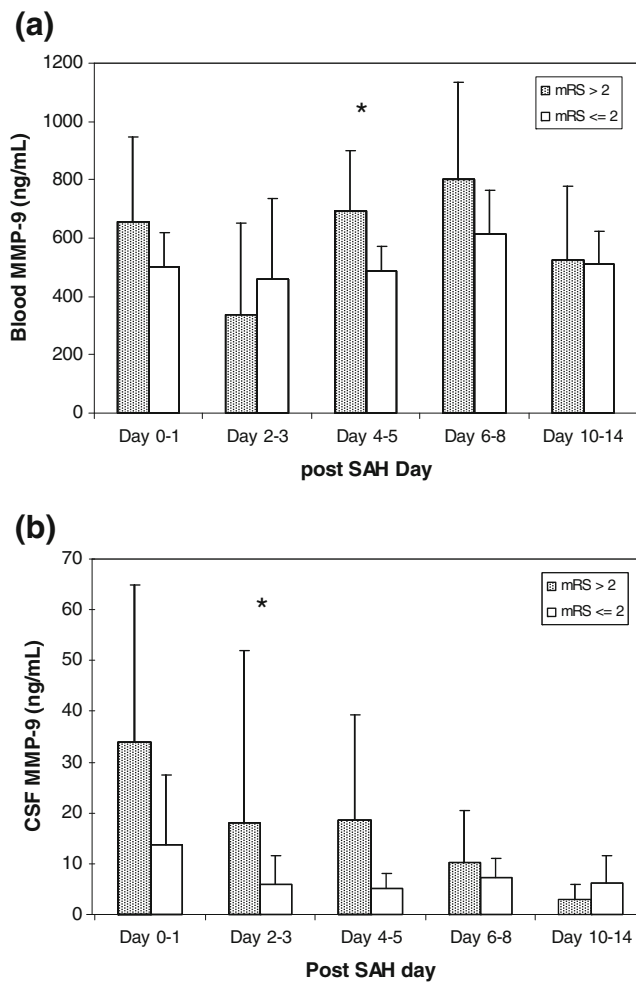 (a)
1200
1000
800
600
400
200
0
Blood MMP-9 (ng/mL)
mRS > 2
mRS <= 2
*
Day 0-1 Day 2-3 Day 4-5 Day 6-8 Day 10-14
post SAH Day
(b)
70
60
50
40
30
20
10
0
CSF MMP-9 (ng/mL)
mRS > 2
mRS <= 2
*
Day 0-1 Day 2-3 Day 4-5 Day 6-8 Day 10-14
Post SAH day